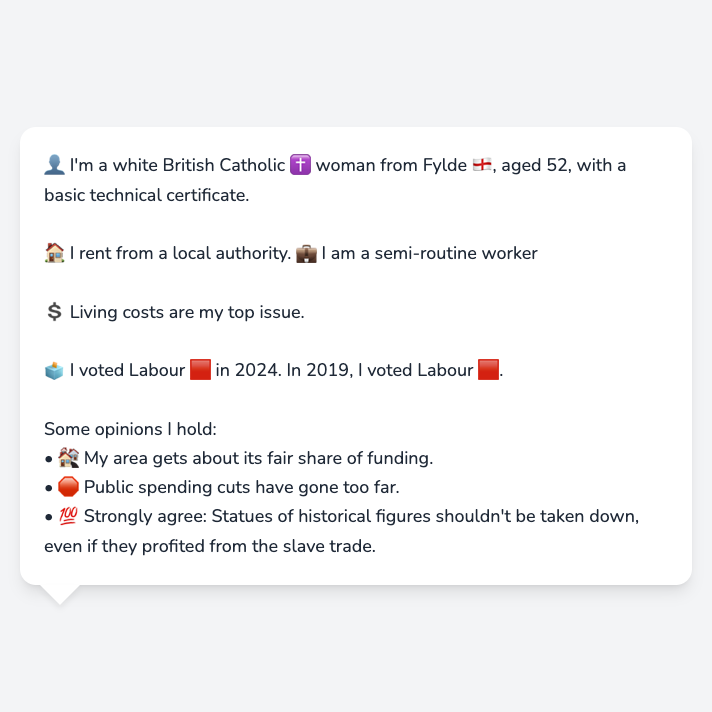 👤 I'm a white British Catholic ✝️ woman from Fylde 🏴󠁧󠁢󠁥󠁮󠁧󠁿, aged 52, with a
basic technical certificate.
🏠 I rent from a local authority. 💼 I am a semi-routine worker
💲 Living costs are my top issue.
🗳️ I voted Labour 🟥 in 2024. In 2019, I voted Labour 🟥.
Some opinions I hold:
• 🏘️ My area gets about its fair share of funding.
• 🛑 Public spending cuts have gone too far.
• 💯 Strongly agree: Statues of historical figures shouldn't be taken down,
even if they profited from the slave trade.